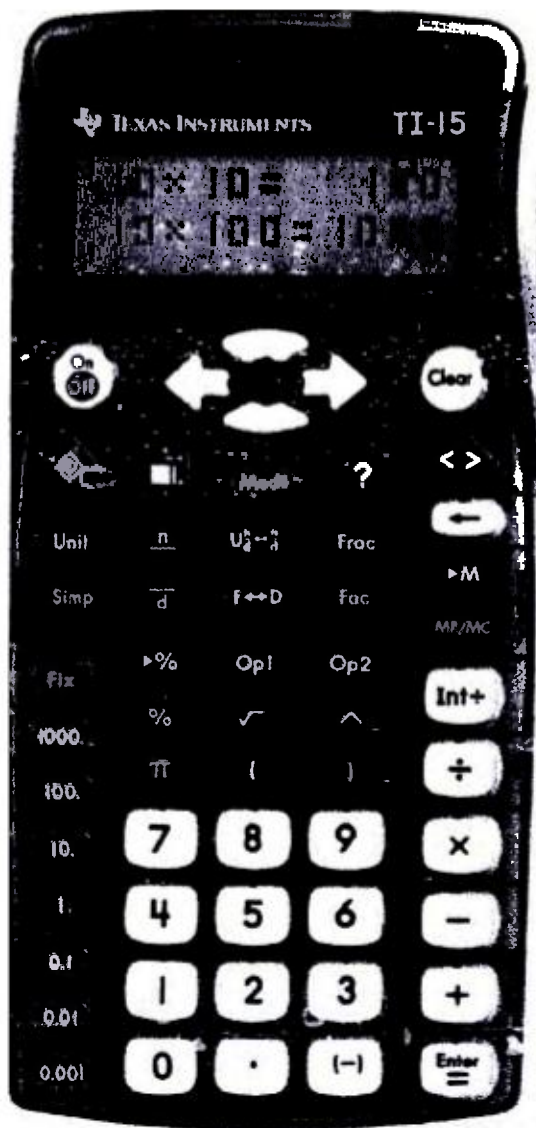 TEXAS INSTRUMENTS TI-15
× 10 =
× 100 = 10
On Off Clear
Mode ? < >
←
Unit n U n/d↔n/d Frac
▸M
Simp d F↔D Fac
MR/MC
▸% Op1 Op2
Fix Int+
% √ ^
1000.
π ( ) ÷
100.
10. 7 8 9 ×
1. 4 5 6 −
0.1 1 2 3 +
0.01
0.001 0 . (−) Enter =